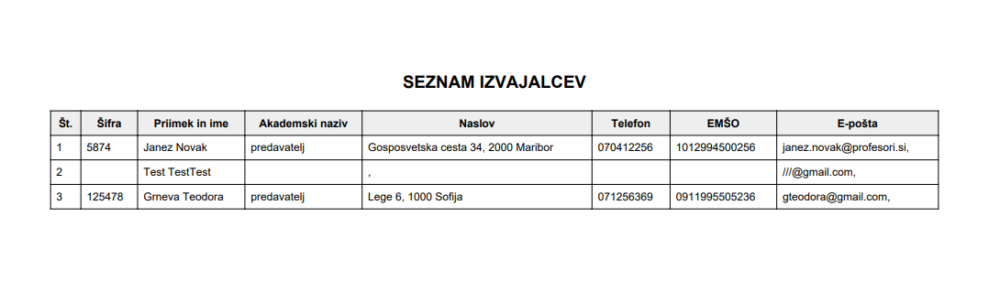 SEZNAM IZVAJALCEV
Št. Šifra Priimek in ime Akademski naziv Naslov Telefon EMŠO E-pošta
1 5874 Janez Novak predavatelj Gosposvetska cesta 34, 2000 Maribor 070412256 1012994500256 janez.novak@profesori.si,
2 Test TestTest , ///@gmail.com,
3 125478 Grneva Teodora predavatelj Lege 6, 1000 Sofija 071256369 0911995505236 gteodora@gmail.com,